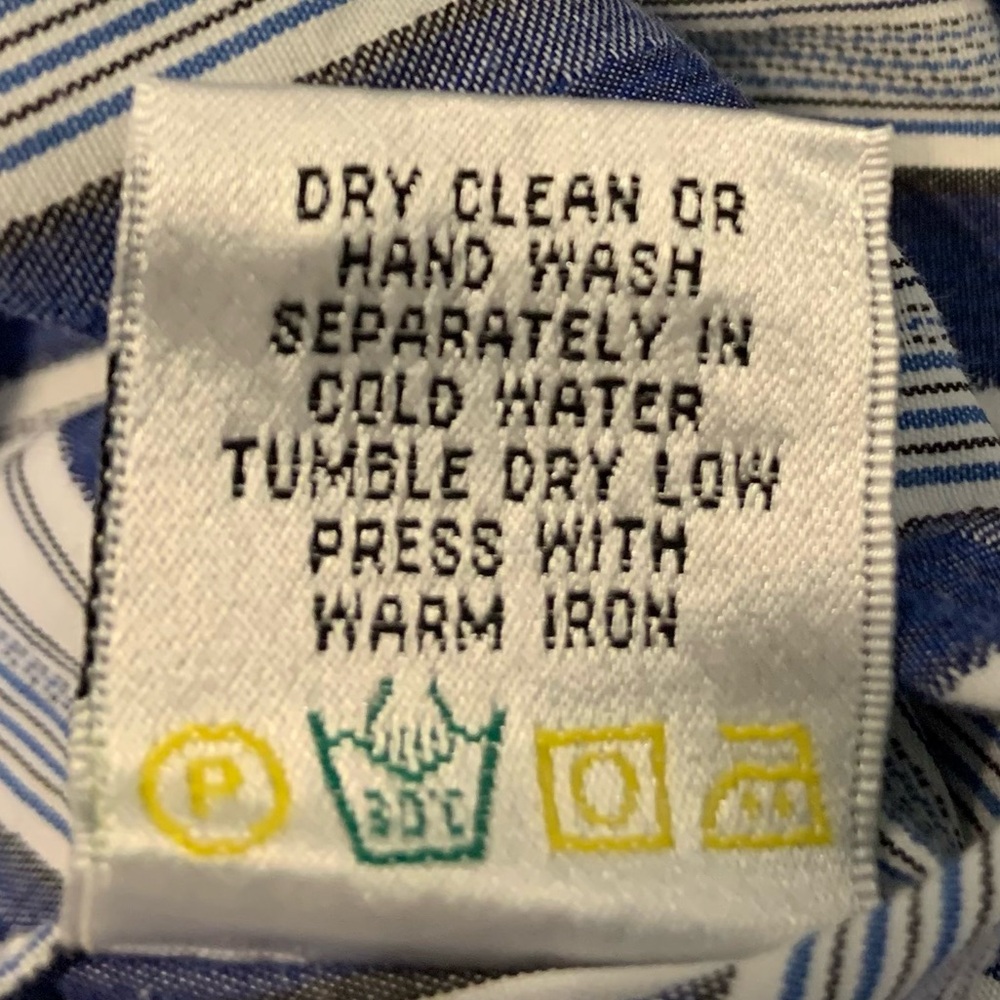 DRY CLEAN OR
HAND WASH
SEPARATELY IN
COLD WATER
TUMBLE DRY LOW
PRESS WITH
WARM IRON
P 30°C